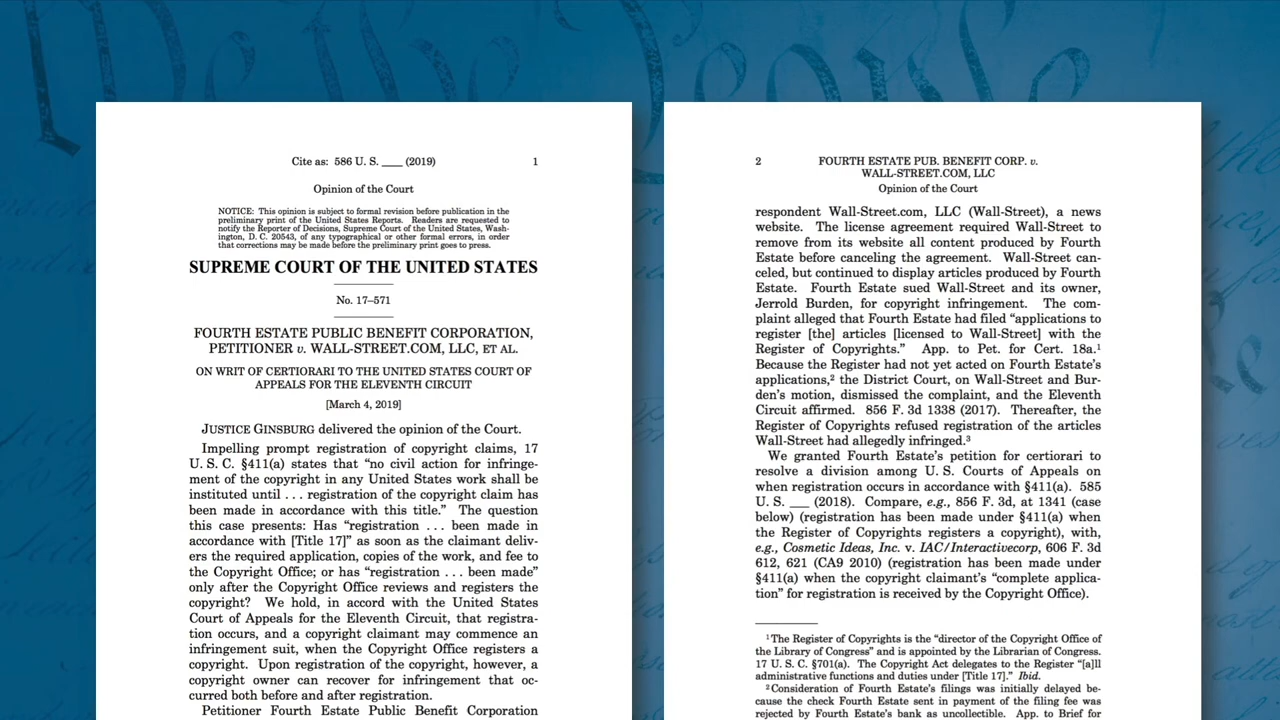 We the People
Cite as: 586 U. S. ____ (2019) 1
Opinion of the Court
NOTICE: This opinion is subject to formal revision before publication in the
preliminary print of the United States Reports. Readers are requested to
notify the Reporter of Decisions, Supreme Court of the United States, Wash-
ington, D. C. 20543, of any typographical or other formal errors, in order
that corrections may be made before the preliminary print goes to press.
SUPREME COURT OF THE UNITED STATES
No. 17–571
FOURTH ESTATE PUBLIC BENEFIT CORPORATION,
PETITIONER v. WALL-STREET.COM, LLC, ET AL.
ON WRIT OF CERTIORARI TO THE UNITED STATES COURT OF
APPEALS FOR THE ELEVENTH CIRCUIT
[March 4, 2019]
JUSTICE GINSBURG delivered the opinion of the Court.
Impelling prompt registration of copyright claims, 17
U. S. C. §411(a) states that “no civil action for infringe-
ment of the copyright in any United States work shall be
instituted until . . . registration of the copyright claim has
been made in accordance with this title.” The question
this case presents: Has “registration . . . been made in
accordance with [Title 17]” as soon as the claimant deliv-
ers the required application, copies of the work, and fee to
the Copyright Office; or has “registration . . . been made”
only after the Copyright Office reviews and registers the
copyright? We hold, in accord with the United States
Court of Appeals for the Eleventh Circuit, that registra-
tion occurs, and a copyright claimant may commence an
infringement suit, when the Copyright Office registers a
copyright. Upon registration of the copyright, however, a
copyright owner can recover for infringement that oc-
curred both before and after registration.
Petitioner Fourth Estate Public Benefit Corporation
2 FOURTH ESTATE PUB. BENEFIT CORP. v.
WALL-STREET.COM, LLC
Opinion of the Court
respondent Wall-Street.com, LLC (Wall-Street), a news
website. The license agreement required Wall-Street to
remove from its website all content produced by Fourth
Estate before canceling the agreement. Wall-Street can-
celed, but continued to display articles produced by Fourth
Estate. Fourth Estate sued Wall-Street and its owner,
Jerrold Burden, for copyright infringement. The com-
plaint alleged that Fourth Estate had filed “applications to
register [the] articles [licensed to Wall-Street] with the
Register of Copyrights.” App. to Pet. for Cert. 18a.¹
Because the Register had not yet acted on Fourth Estate’s
applications,² the District Court, on Wall-Street and Bur-
den’s motion, dismissed the complaint, and the Eleventh
Circuit affirmed. 856 F. 3d 1338 (2017). Thereafter, the
Register of Copyrights refused registration of the articles
Wall-Street had allegedly infringed.³
We granted Fourth Estate’s petition for certiorari to
resolve a division among U. S. Courts of Appeals on
when registration occurs in accordance with §411(a). 585
U. S. ___ (2018). Compare, e.g., 856 F. 3d, at 1341 (case
below) (registration has been made under §411(a) when
the Register of Copyrights registers a copyright), with,
e.g., Cosmetic Ideas, Inc. v. IAC/Interactivecorp, 606 F. 3d
612, 621 (CA9 2010) (registration has been made under
§411(a) when the copyright claimant’s “complete applica-
tion” for registration is received by the Copyright Office).
¹The Register of Copyrights is the “director of the Copyright Office of
the Library of Congress” and is appointed by the Librarian of Congress.
17 U. S. C. §701(a). The Copyright Act delegates to the Register “[a]ll
administrative functions and duties under [Title 17].” Ibid.
²Consideration of Fourth Estate’s filings was initially delayed be-
cause the check Fourth Estate sent in payment of the filing fee was
rejected by Fourth Estate’s bank as uncollectible. App. to Brief for